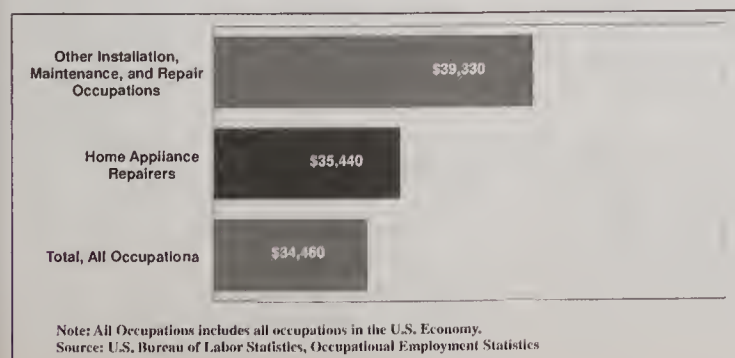 Other Installation,
Maintenance, and Repair
Occupations
$39,330
Home Appliance
Repairers
$35,440
Total, All Occupationa
$34,460
Note: All Occupations includes all occupations in the U.S. Economy.
Source: U.S. Bureau of Labor Statistics, Occupational Employment Statistics